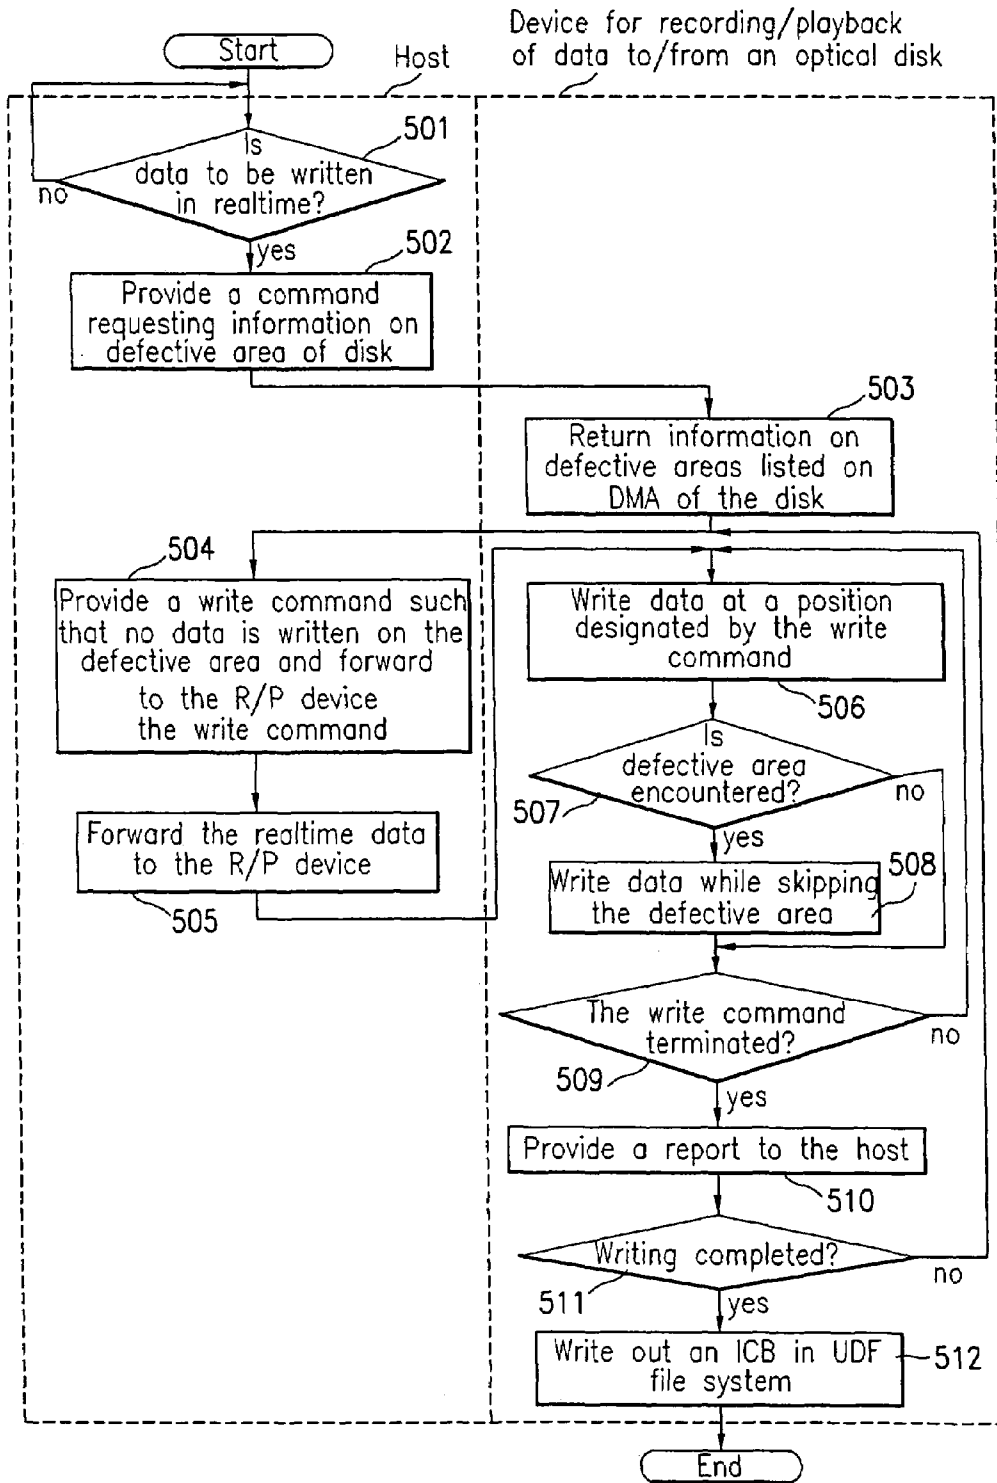 Device for recording/playback
of data to/from an optical disk
Start
Host
501
Is
data to be written
in realtime?
no
yes
502
Provide a command
requesting information on
defective area of disk
503
Return information on
defective areas listed on
DMA of the disk
504
Provide a write command such
that no data is written on the
defective area and forward
to the R/P device
the write command
Write data at a position
designated by the write
command
506
Is
defective area
encountered?
507
no
yes
Forward the realtime data
to the R/P device
505
Write data while skipping
the defective area
508
The write command
terminated?
509
no
yes
Provide a report to the host
510
Writing completed?
511
no
yes
Write out an ICB in UDF
file system
512
End